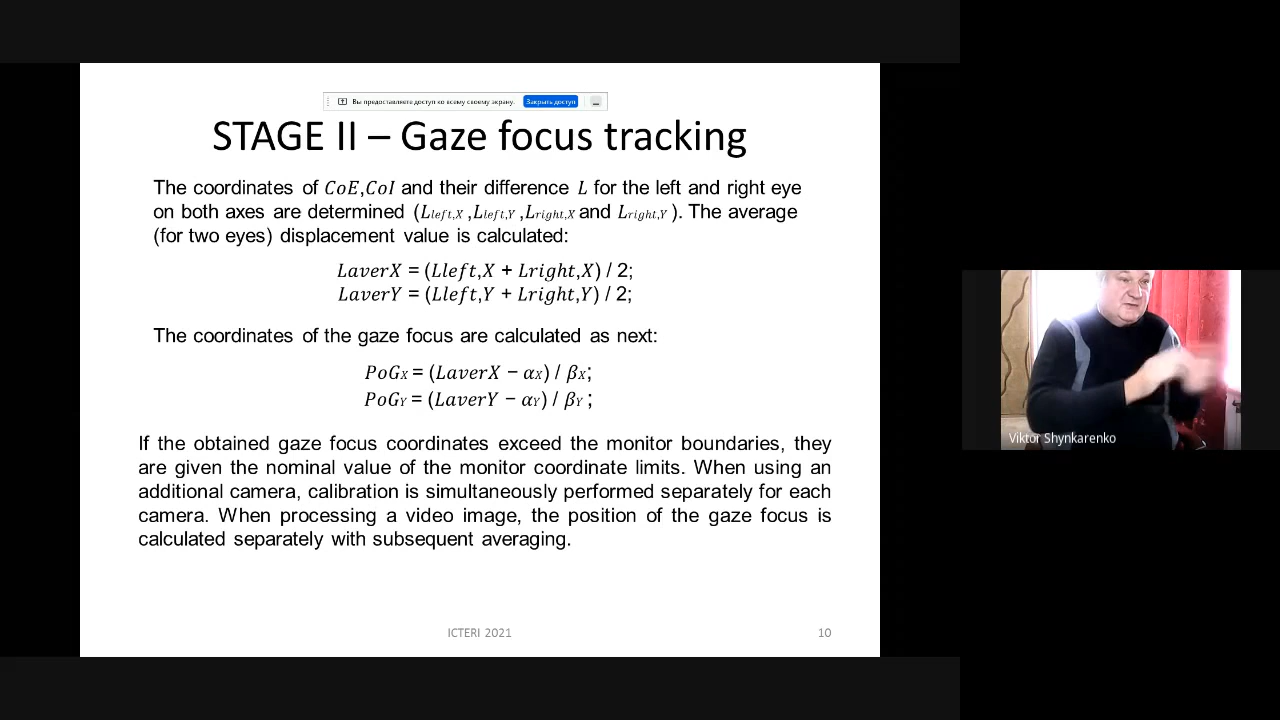 Вы предоставляете доступ ко всему своему экрану.
Закрыть доступ
STAGE II – Gaze focus tracking
The coordinates of CoE,CoI and their difference L for the left and right eye
on both axes are determined (Lleft,X ,Lleft,Y ,Lright,X and Lright,Y ). The average
(for two eyes) displacement value is calculated:
LaverX = (Lleft,X + Lright,X) / 2;
LaverY = (Lleft,Y + Lright,Y) / 2;
The coordinates of the gaze focus are calculated as next:
PoGX = (LaverX − αX) / βX;
PoGY = (LaverY − αY) / βY ;
If the obtained gaze focus coordinates exceed the monitor boundaries, they
are given the nominal value of the monitor coordinate limits. When using an
additional camera, calibration is simultaneously performed separately for each
camera. When processing a video image, the position of the gaze focus is
calculated separately with subsequent averaging.
ICTERI 2021
10
Viktor Shynkarenko